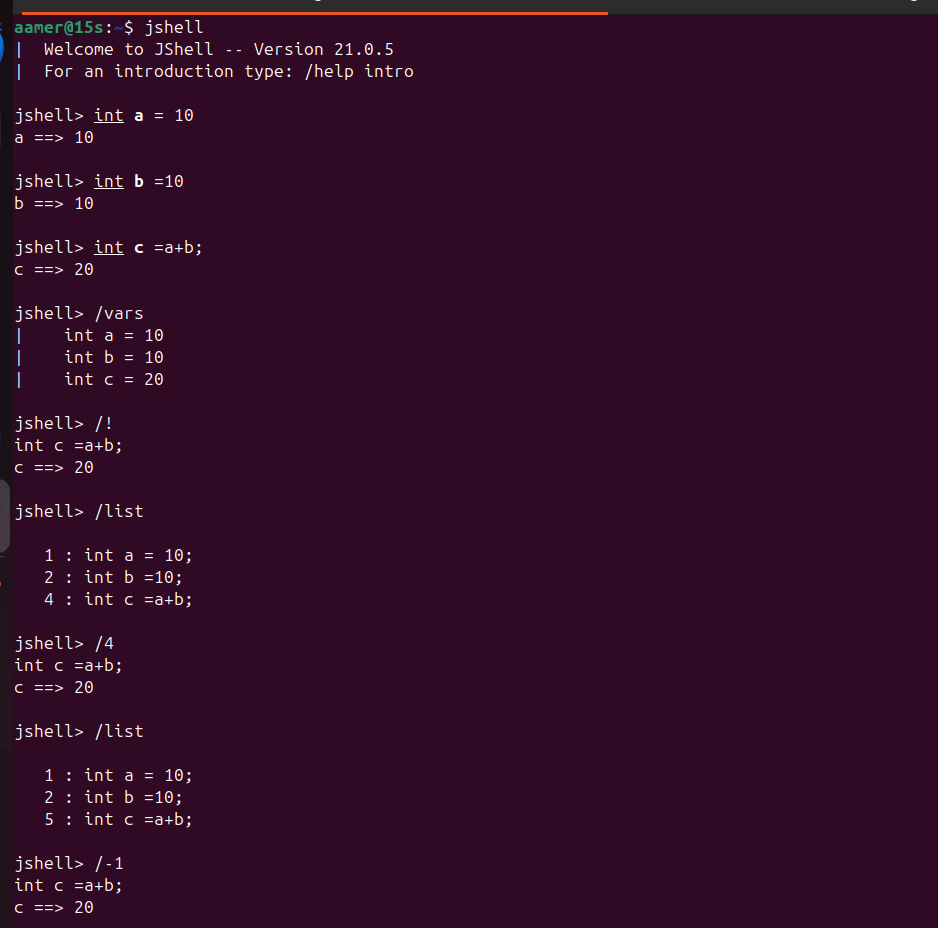 aamer@15s:~$ jshell
|  Welcome to JShell -- Version 21.0.5
|  For an introduction type: /help intro
jshell> int a = 10
a ==> 10
jshell> int b =10
b ==> 10
jshell> int c =a+b;
c ==> 20
jshell> /vars
|    int a = 10
|    int b = 10
|    int c = 20
jshell> /!
int c =a+b;
c ==> 20
jshell> /list
   1 : int a = 10;
   2 : int b =10;
   4 : int c =a+b;
jshell> /4
int c =a+b;
c ==> 20
jshell> /list
   1 : int a = 10;
   2 : int b =10;
   5 : int c =a+b;
jshell> /-1
int c =a+b;
c ==> 20